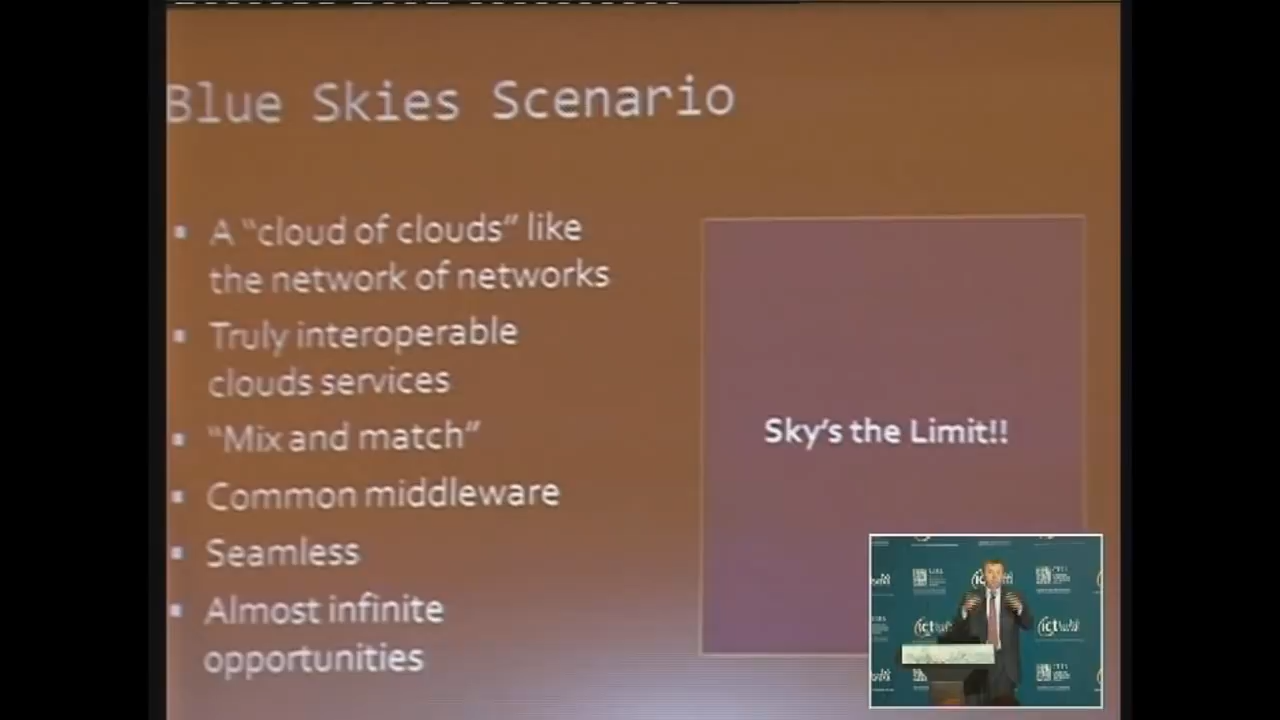 Blue Skies Scenario
A “cloud of clouds” like
the network of networks
Truly interoperable
clouds services
“Mix and match”
Common middleware
Seamless
Almost infinite
opportunities
Sky’s the Limit!!
ict